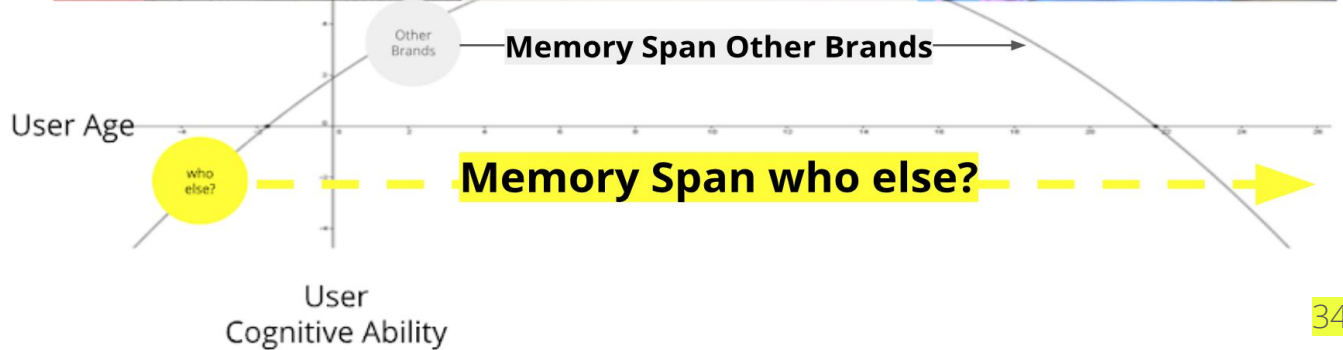 Other
Brands
Memory Span Other Brands
User Age
who
else?
Memory Span who else?
User
Cognitive Ability
34